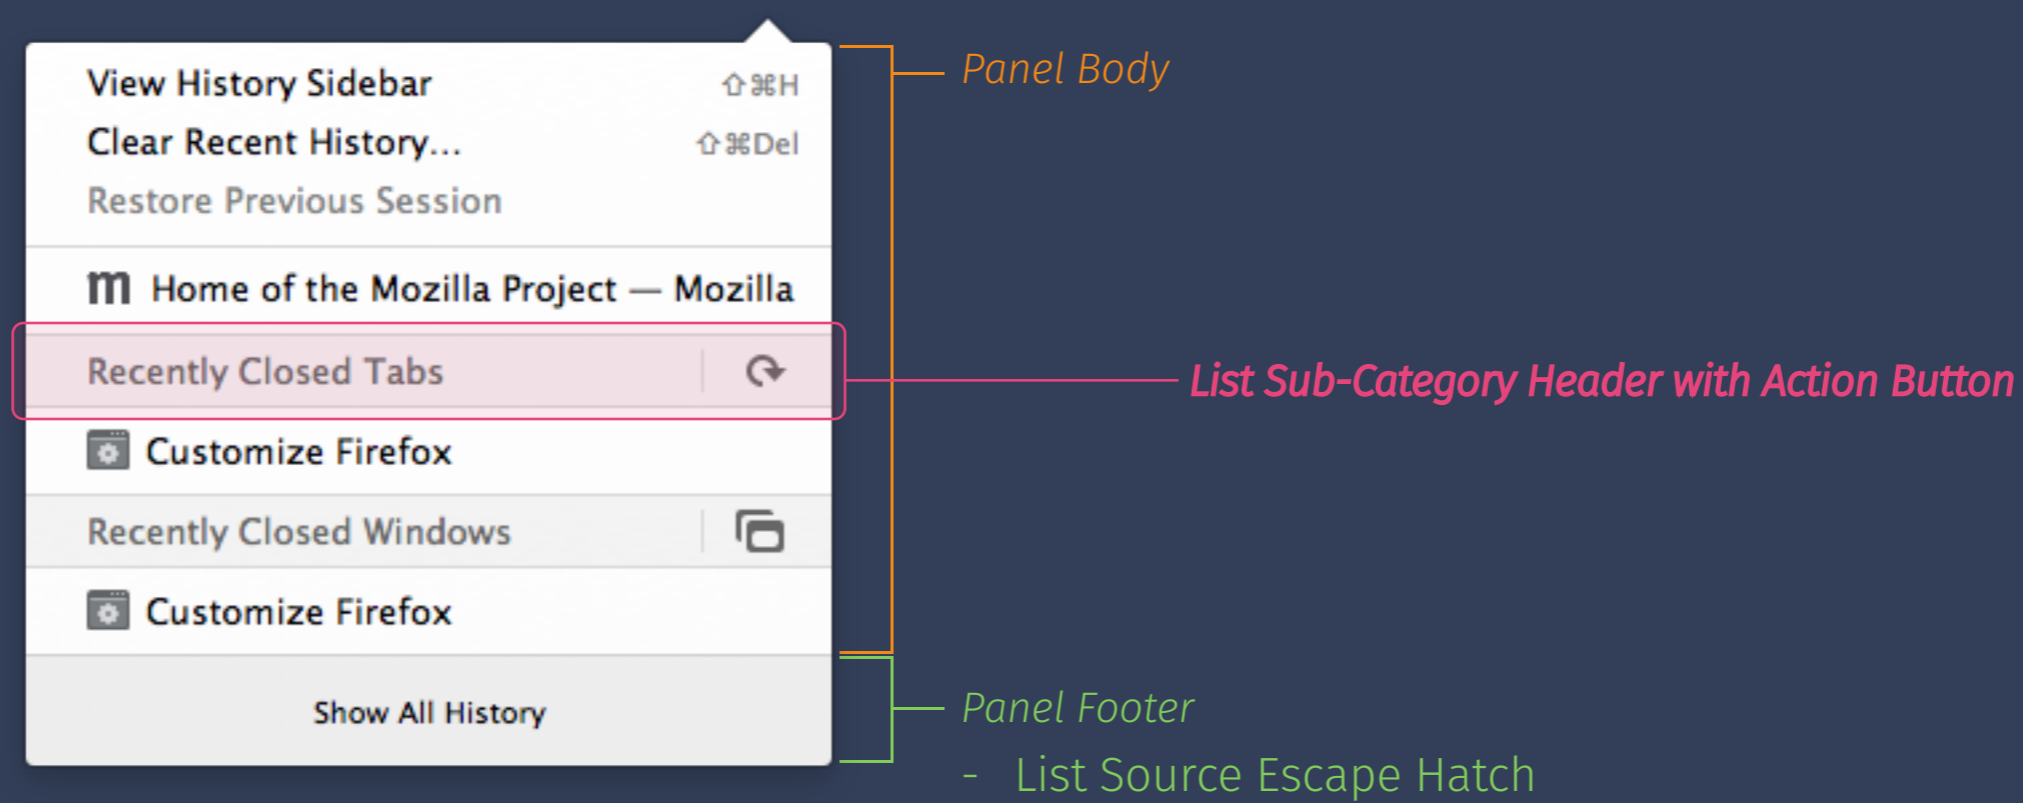 View History Sidebar ⇧⌘H
Clear Recent History... ⇧⌘Del
Restore Previous Session
m Home of the Mozilla Project — Mozilla
Recently Closed Tabs
Customize Firefox
Recently Closed Windows
Customize Firefox
Show All History
Panel Body
List Sub-Category Header with Action Button
Panel Footer
- List Source Escape Hatch